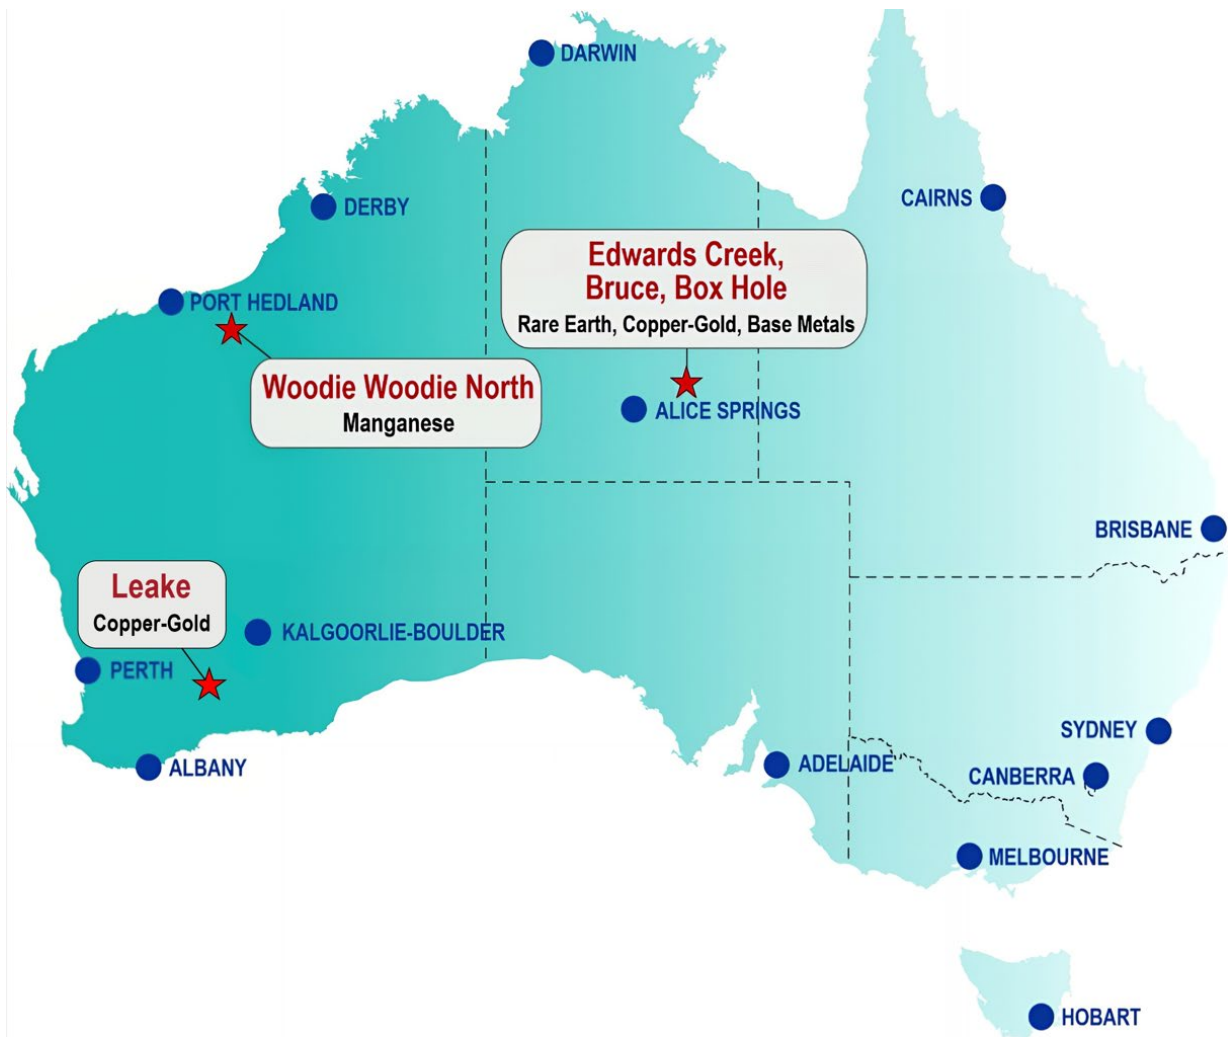 DARWIN
DERBY
CAIRNS
Edwards Creek,
Bruce, Box Hole
Rare Earth, Copper-Gold, Base Metals
PORT HEDLAND
Woodie Woodie North
Manganese
ALICE SPRINGS
BRISBANE
Leake
Copper-Gold
KALGOORLIE-BOULDER
PERTH
SYDNEY
ALBANY
ADELAIDE
CANBERRA
MELBOURNE
HOBART